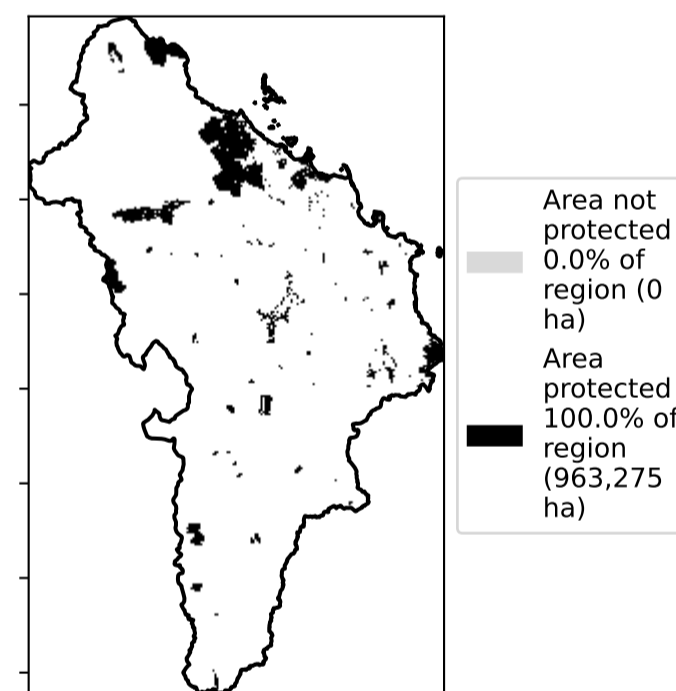 Area not
protected
0.0% of
region (0
ha)
Area
protected
100.0% of
region
(963,275
ha)